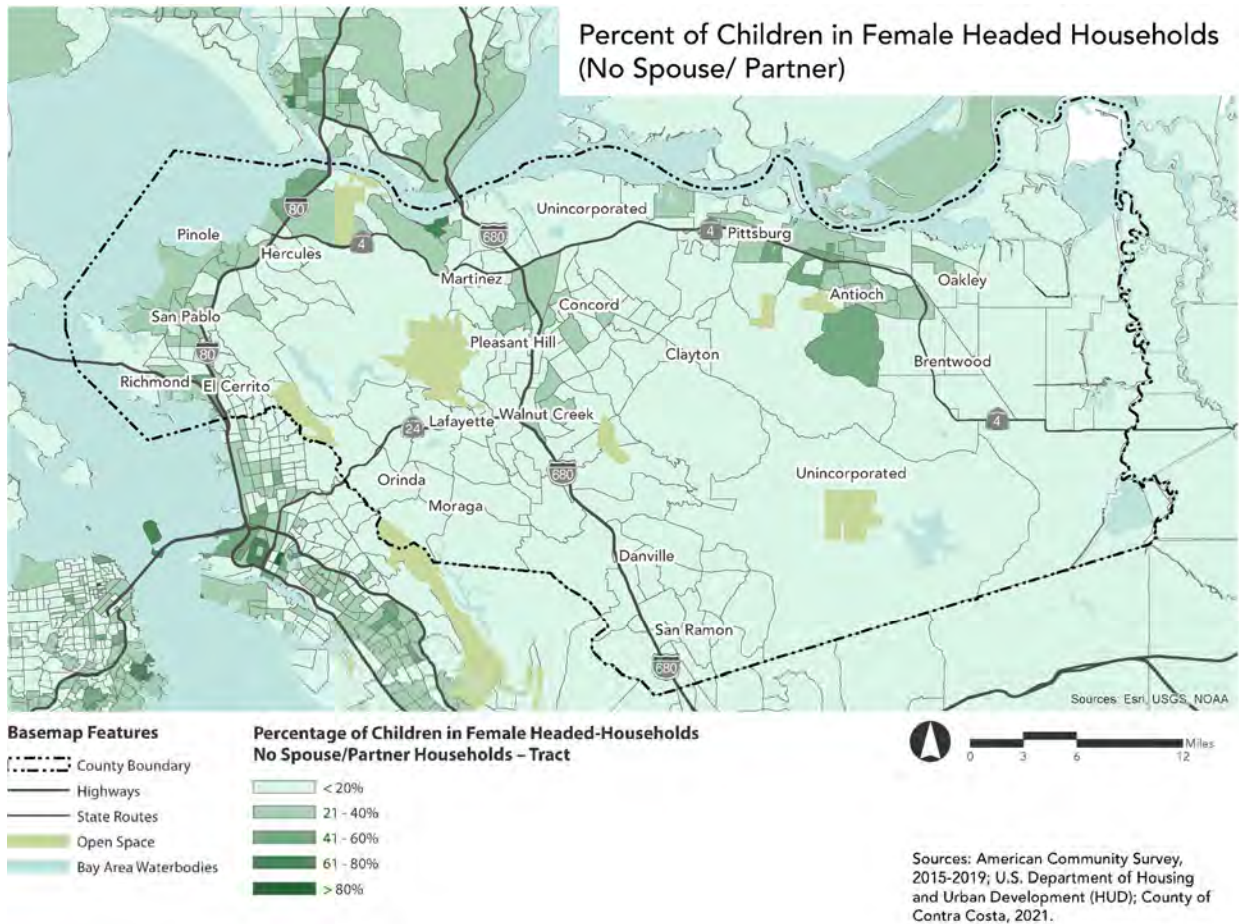 Percent of Children in Female Headed Households
(No Spouse/ Partner)
Unincorporated
80
Pinole
680
4
Pittsburg
Hercules
4
Martinez
Oakley
Antioch
San Pablo
Concord
80
Pleasant Hill
Clayton
Brentwood
Richmond
El Cerrito
24
Lafayette
Walnut Creek
4
680
Orinda
Unincorporated
Moraga
Danville
San Ramon
680
Sources: Esri, USGS, NOAA
Basemap Features
County Boundary
Highways
State Routes
Open Space
Bay Area Waterbodies
Percentage of Children in Female Headed-Households
No Spouse/Partner Households – Tract
< 20%
21 - 40%
41 - 60%
61 - 80%
> 80%
Miles
0 3 6 12
Sources: American Community Survey,
2015-2019; U.S. Department of Housing
and Urban Development (HUD); County of
Contra Costa, 2021.